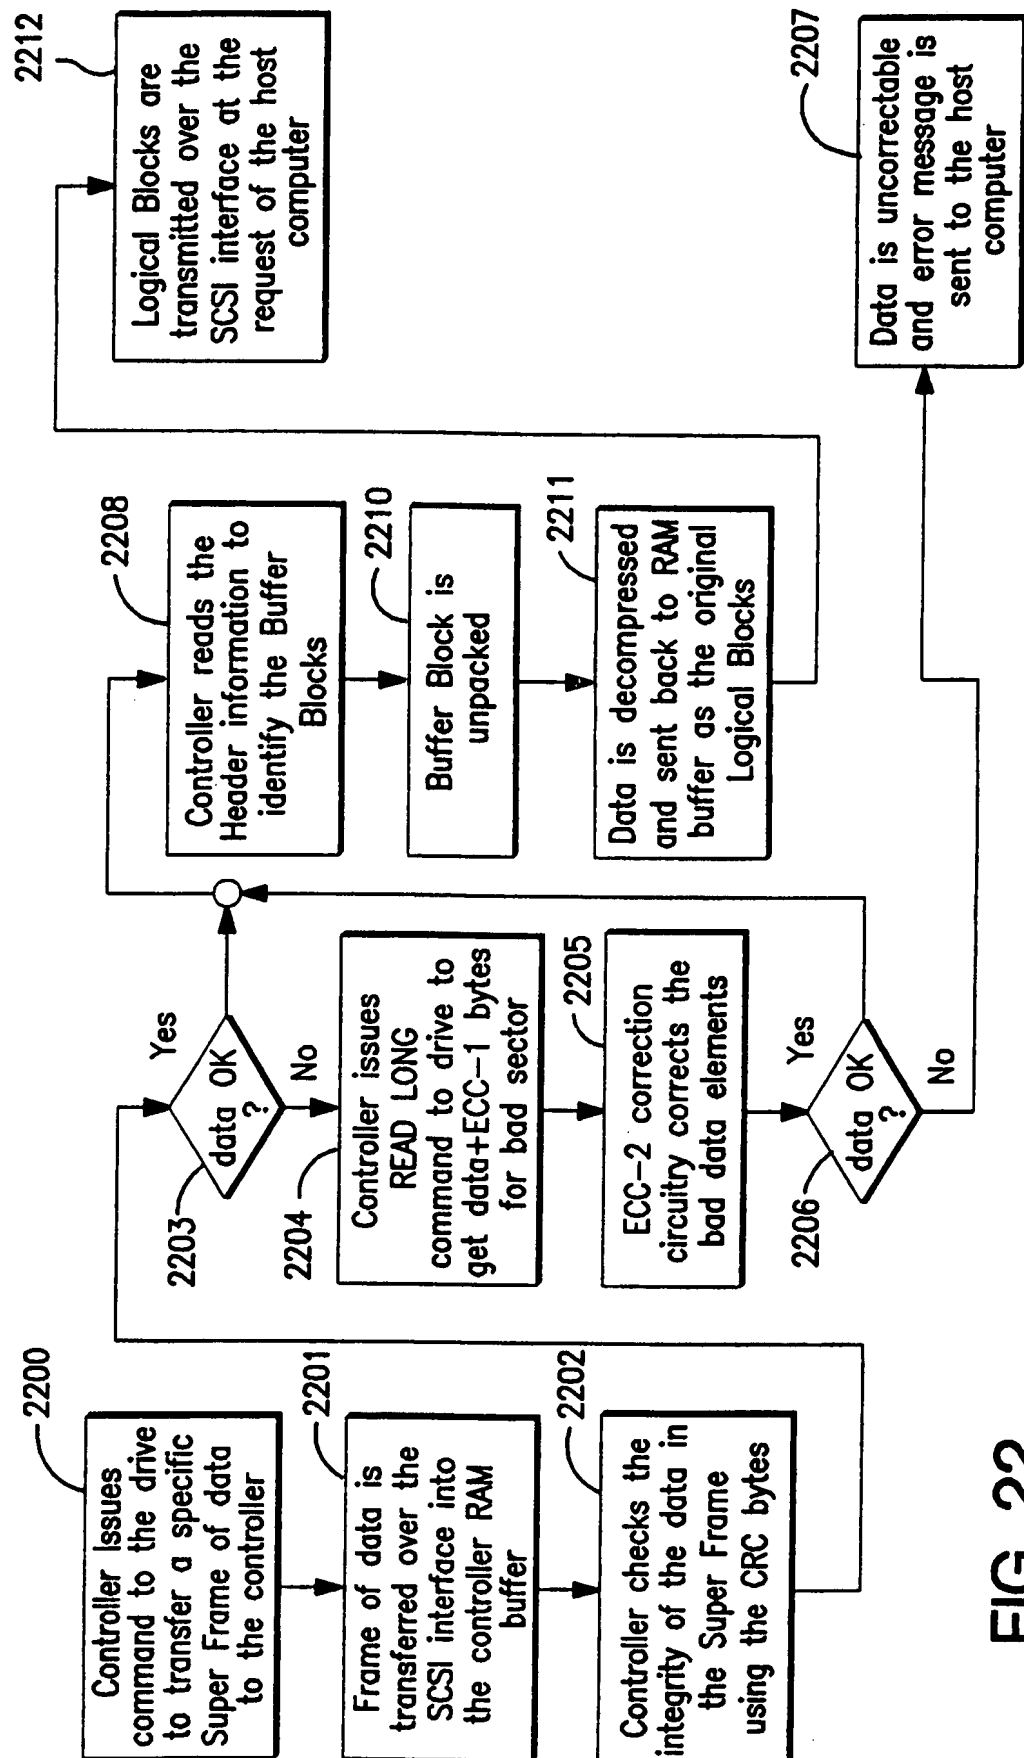 2200
Controller Issues
command to the drive
to transfer a specific
Super Frame of data
to the controller
2201
Frame of data is
transferred over the
SCSI interface into
the controller RAM
buffer
2202
Controller checks the
integrity of the data in
the Super Frame
using the CRC bytes
2203
data OK
?
Yes
No
2204
Controller issues
READ LONG
command to drive to
get data+ECC-1 bytes
for bad sector
2205
ECC-2 correction
circuitry corrects the
bad data elements
2206
data OK
?
Yes
No
2208
Controller reads the
Header information to
identify the Buffer
Blocks
2210
Buffer Block is
unpacked
2211
Data is decompressed
and sent back to RAM
buffer as the original
Logical Blocks
2212
Logical Blocks are
transmitted over the
SCSI interface at the
request of the host
computer
2207
Data is uncorrectable
and error message is
sent to the host
computer
FIG. 22